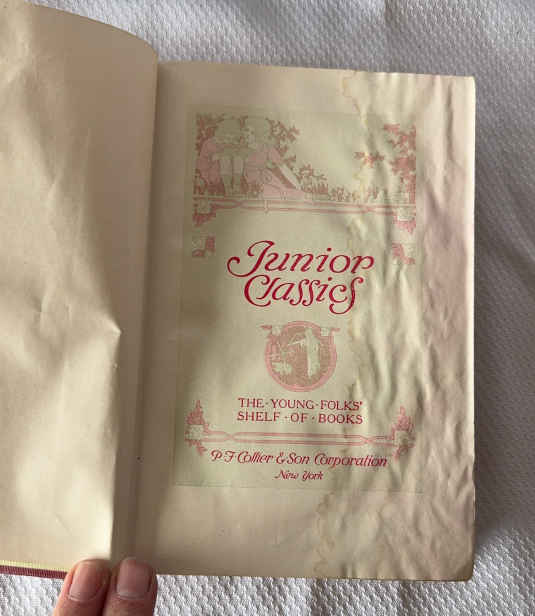 Junior
Classics
THE·YOUNG·FOLKS'
SHELF·OF·BOOKS
P·F·Collier & Son Corporation
New York